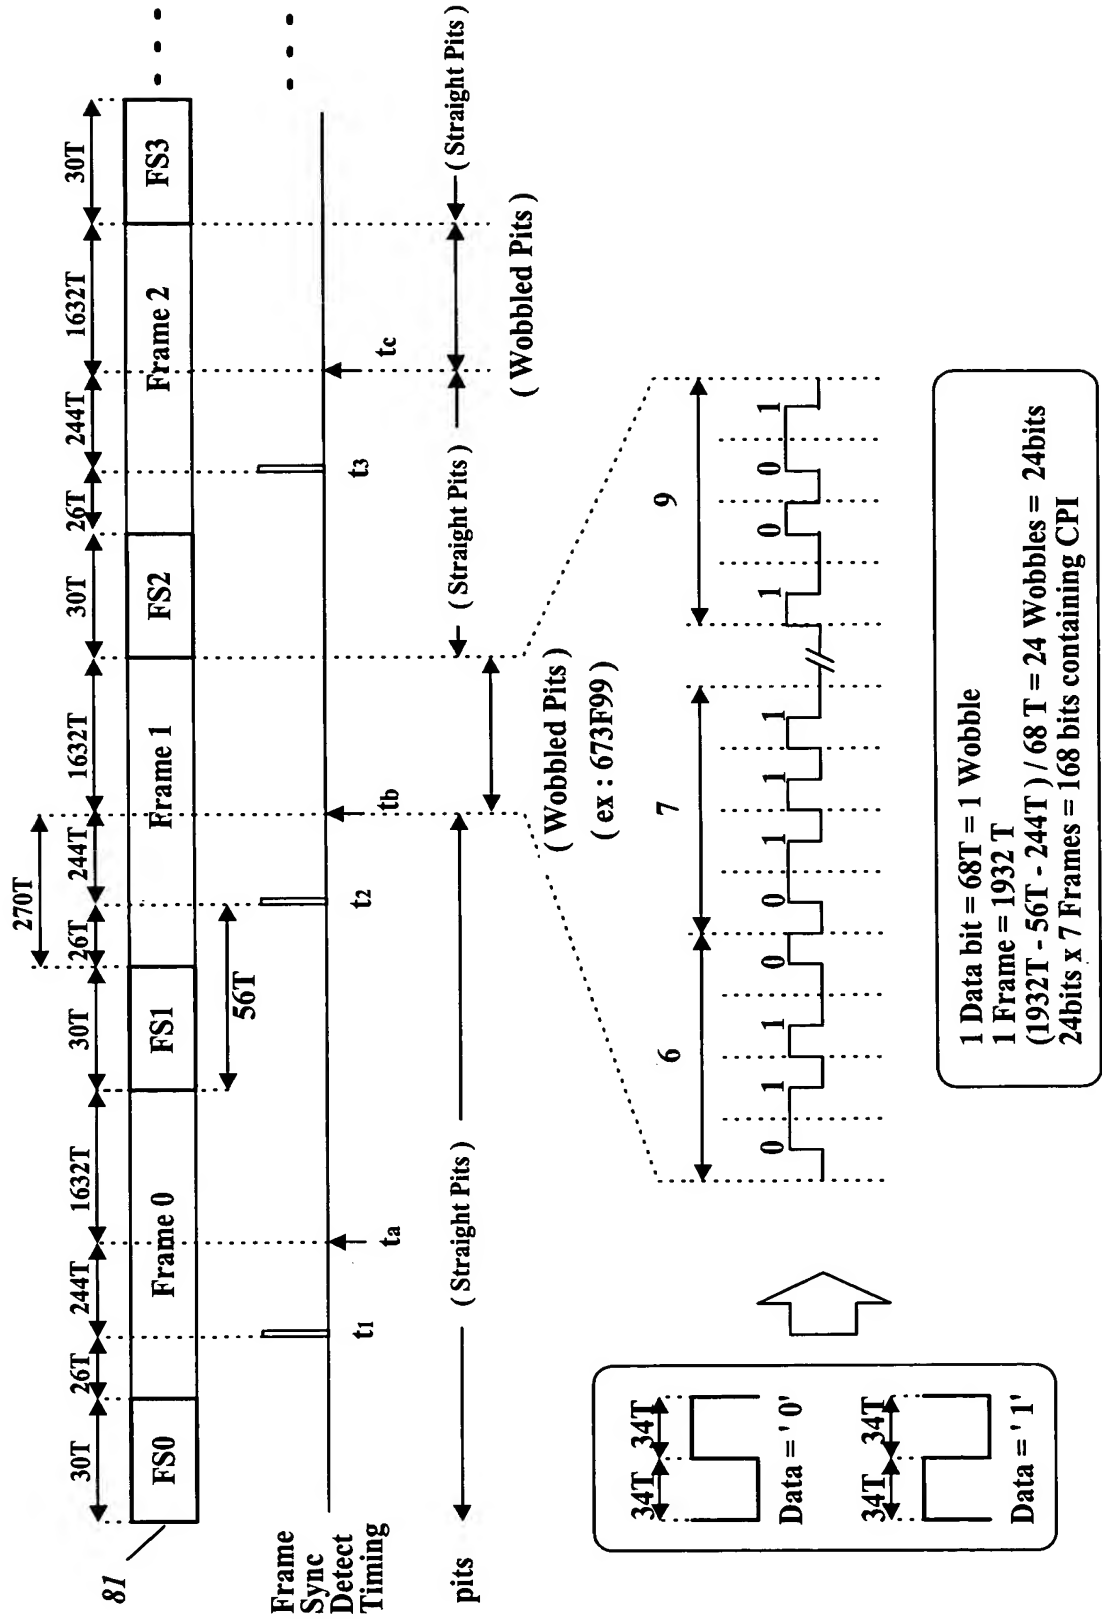 81
30T 26T 244T 1632T 30T 26T 244T 1632T 30T 26T 244T 1632T 30T
270T
FS0 Frame 0 FS1 Frame 1 FS2 Frame 2 FS3
56T
Frame
Sync
Detect
Timing
t1 ta t2 tb t3 tc
pits
( Straight Pits )
( Straight Pits )
( Straight Pits )
( Wobbled Pits )
( ex : 673F99 )
( Wobbled Pits )
34T 34T
Data = ' 0'
34T 34T
Data = ' 1'
6 7 9
0 1 1 0 0 1 1 1 1 0 0 1
1 Data bit = 68T = 1 Wobble
1 Frame = 1932 T
(1932T - 56T - 244T ) / 68 T = 24 Wobbles = 24bits
24bits x 7 Frames = 168 bits containing CPI